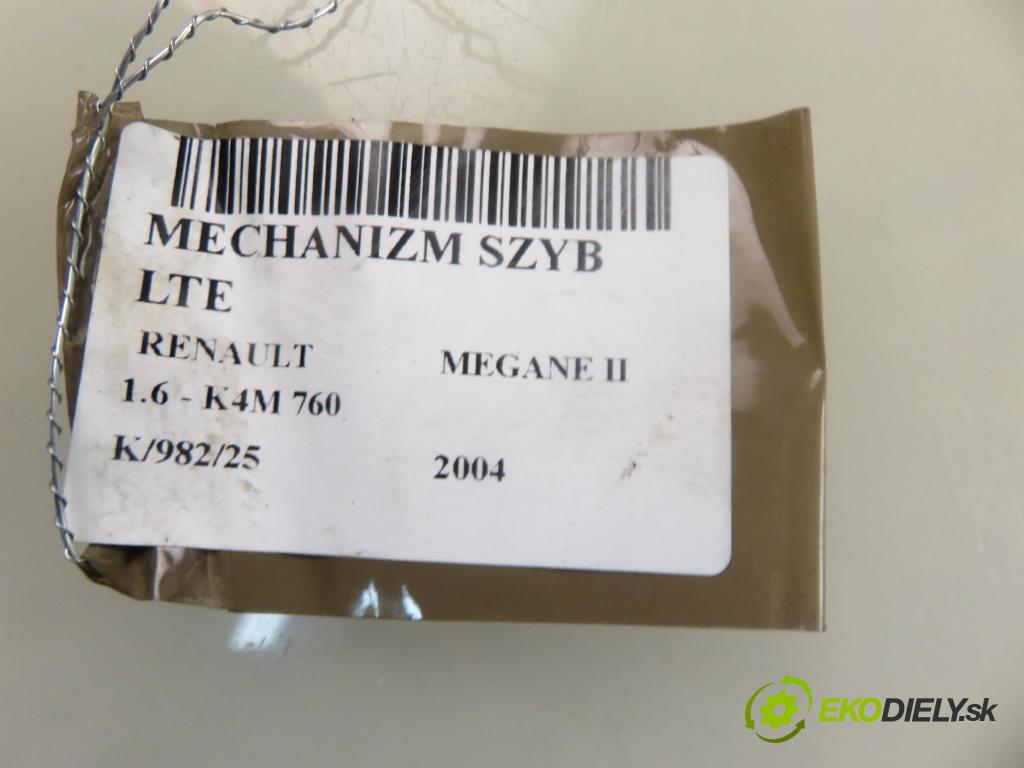 MECHANIZM SZYB
LTE
RENAULT MEGANE II
1.6 - K4M 760
K/982/25 2004
EKODIELY.sk